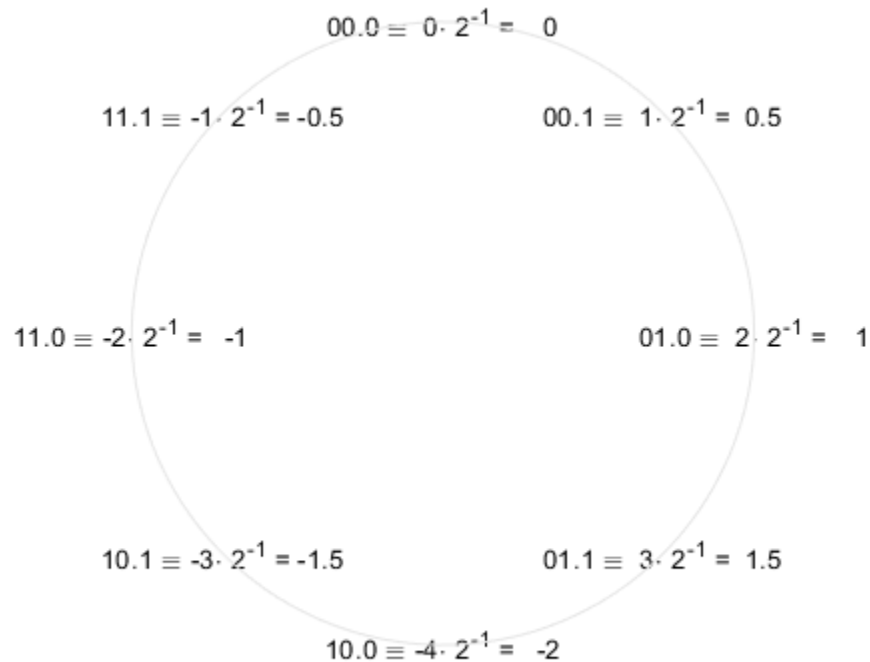 00.0 ≡ 0· 2⁻¹ = 0
11.1 ≡ -1· 2⁻¹ = -0.5
00.1 ≡ 1· 2⁻¹ = 0.5
11.0 ≡ -2· 2⁻¹ = -1
01.0 ≡ 2· 2⁻¹ = 1
10.1 ≡ -3· 2⁻¹ = -1.5
01.1 ≡ 3· 2⁻¹ = 1.5
10.0 ≡ -4· 2⁻¹ = -2